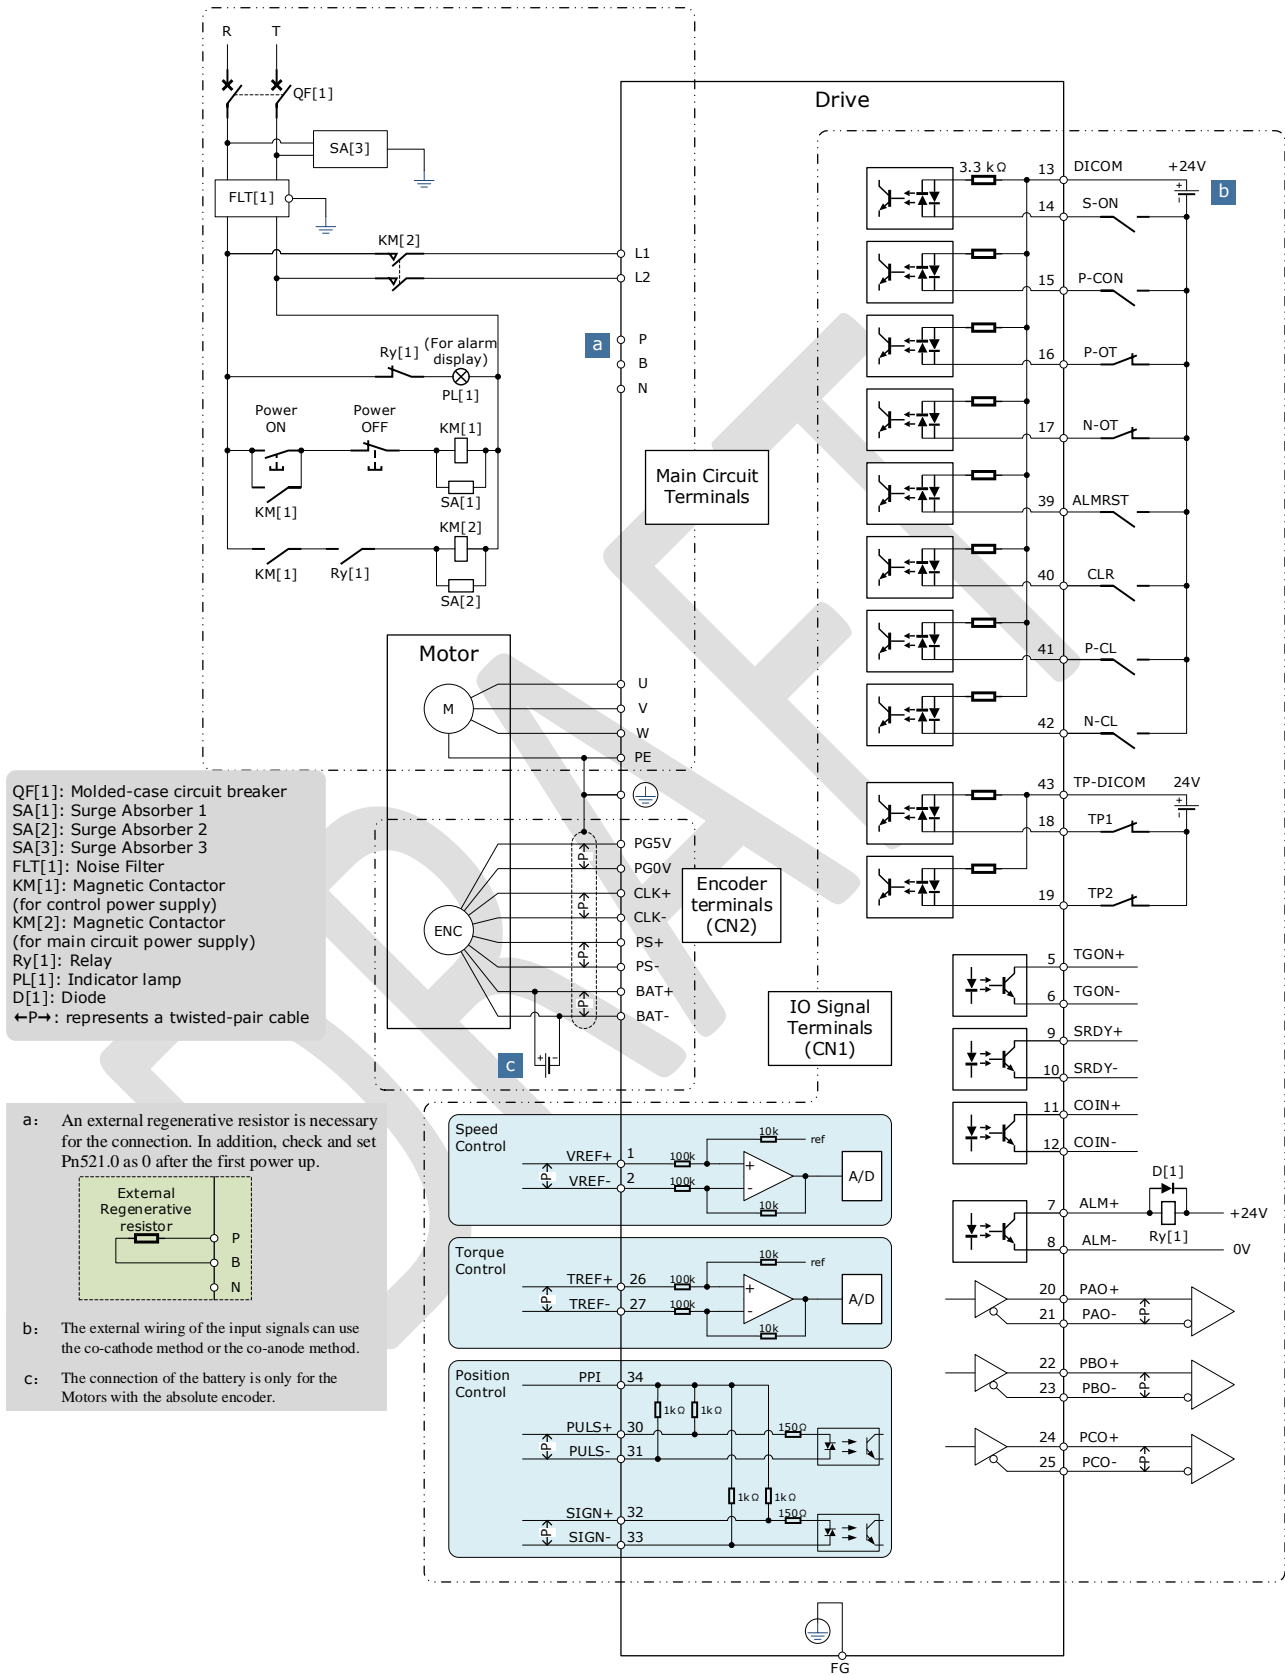 R
T
QF[1]
SA[3]
FLT[1]
KM[2]
L1
L2
P
B
N
a
Ry[1]
(For alarm
display)
PL[1]
Power
ON
Power
OFF
KM[1]
KM[1]
SA[1]
KM[2]
KM[1]
Ry[1]
SA[2]
Main Circuit
Terminals
Motor
M
U
V
W
PE
ENC
PG5V
PG0V
CLK+
CLK-
PS+
PS-
BAT+
BAT-
←P→
←P→
←P→
←P→
+
-
c
Encoder
terminals
(CN2)
IO Signal
Terminals
(CN1)
Drive
3.3 kΩ
13
DICOM
+24V
+
-
b
14
S-ON
15
P-CON
16
P-OT
17
N-OT
39
ALMRST
40
CLR
41
P-CL
42
N-CL
43
TP-DICOM
24V
+
-
18
TP1
19
TP2
5
TGON+
6
TGON-
9
SRDY+
10
SRDY-
11
COIN+
12
COIN-
D[1]
7
ALM+
+24V
Ry[1]
8
ALM-
0V
20
PAO+
21
PAO-
←P→
22
PBO+
23
PBO-
←P→
24
PCO+
25
PCO-
←P→
QF[1]: Molded-case circuit breaker
SA[1]: Surge Absorber 1
SA[2]: Surge Absorber 2
SA[3]: Surge Absorber 3
FLT[1]: Noise Filter
KM[1]: Magnetic Contactor
(for control power supply)
KM[2]: Magnetic Contactor
(for main circuit power supply)
Ry[1]: Relay
PL[1]: Indicator lamp
D[1]: Diode
←P→: represents a twisted-pair cable
a: An external regenerative resistor is necessary
for the connection. In addition, check and set
Pn521.0 as 0 after the first power up.
External
Regenerative
resistor
P
B
N
b: The external wiring of the input signals can use
the co-cathode method or the co-anode method.
c: The connection of the battery is only for the
Motors with the absolute encoder.
Speed
Control
VREF+
1
VREF-
2
←P→
100k
100k
10k
ref
+
-
10k
A/D
Torque
Control
TREF+
26
TREF-
27
←P→
100k
100k
10k
ref
+
-
10k
A/D
Position
Control
PPI
34
1kΩ
1kΩ
PULS+
30
150Ω
PULS-
31
←P→
1kΩ
1kΩ
SIGN+
32
150Ω
SIGN-
33
←P→
FG
DRAFT